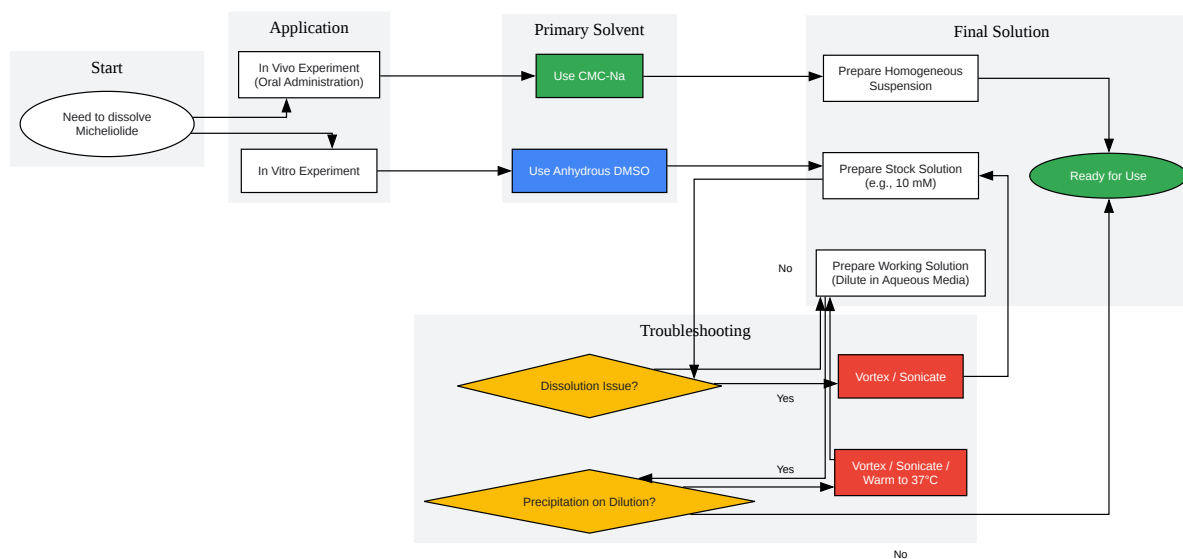 Start
Need to dissolve
Micheliolide
Application
In Vivo Experiment
(Oral Administration)
In Vitro Experiment
Primary Solvent
Use CMC-Na
Use Anhydrous DMSO
Final Solution
Prepare Homogeneous
Suspension
Prepare Stock Solution
(e.g., 10 mM)
Ready for Use
No
Prepare Working Solution
(Dilute in Aqueous Media)
Troubleshooting
Dissolution Issue?
Yes
Vortex / Sonicate
Precipitation on Dilution?
Yes
Vortex / Sonicate /
Warm to 37°C
No